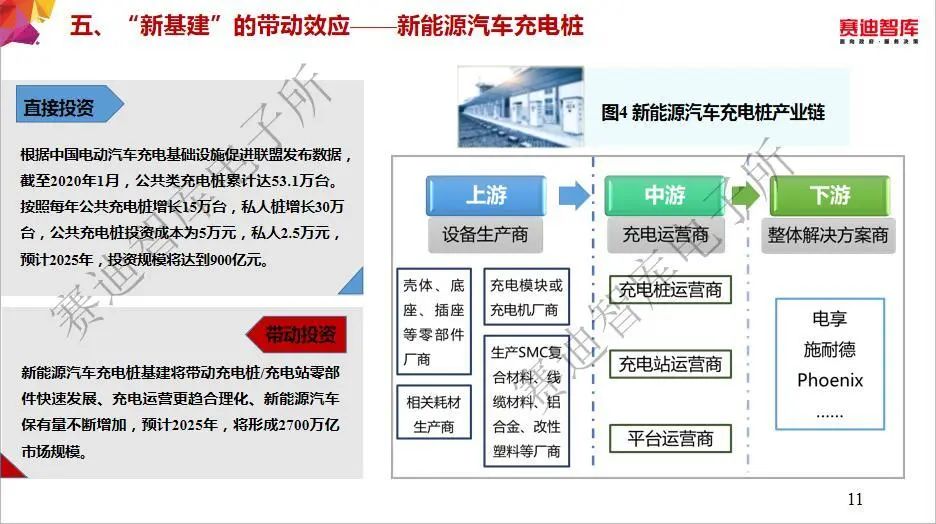 五、“新基建”的带动效应——新能源汽车充电桩
赛迪智库
面向政府·服务决策
直接投资
根据中国电动汽车充电基础设施促进联盟发布数据，
截至2020年1月，公共类充电桩累计达53.1万台。
按照每年公共充电桩增长15万台，私人桩增长30万
台，公共充电桩投资成本为5万元，私人2.5万元，
预计2025年，投资规模将达到900亿元。
带动投资
新能源汽车充电桩基建将带动充电桩/充电站零部
件快速发展、充电运营更趋合理化、新能源汽车
保有量不断增加，预计2025年，将形成2700万亿
市场规模。
图4 新能源汽车充电桩产业链
上游
设备生产商
壳体、底
座、插座
等零部件
厂商
相关耗材
生产商
充电模块或
充电机厂商
生产SMC复
合材料、线
缆材料、铝
合金、改性
塑料等厂商
中游
充电运营商
充电桩运营商
充电站运营商
平台运营商
下游
整体解决方案商
电享
施耐德
Phoenix
……
赛迪智库电子所
赛迪智库电子所
11